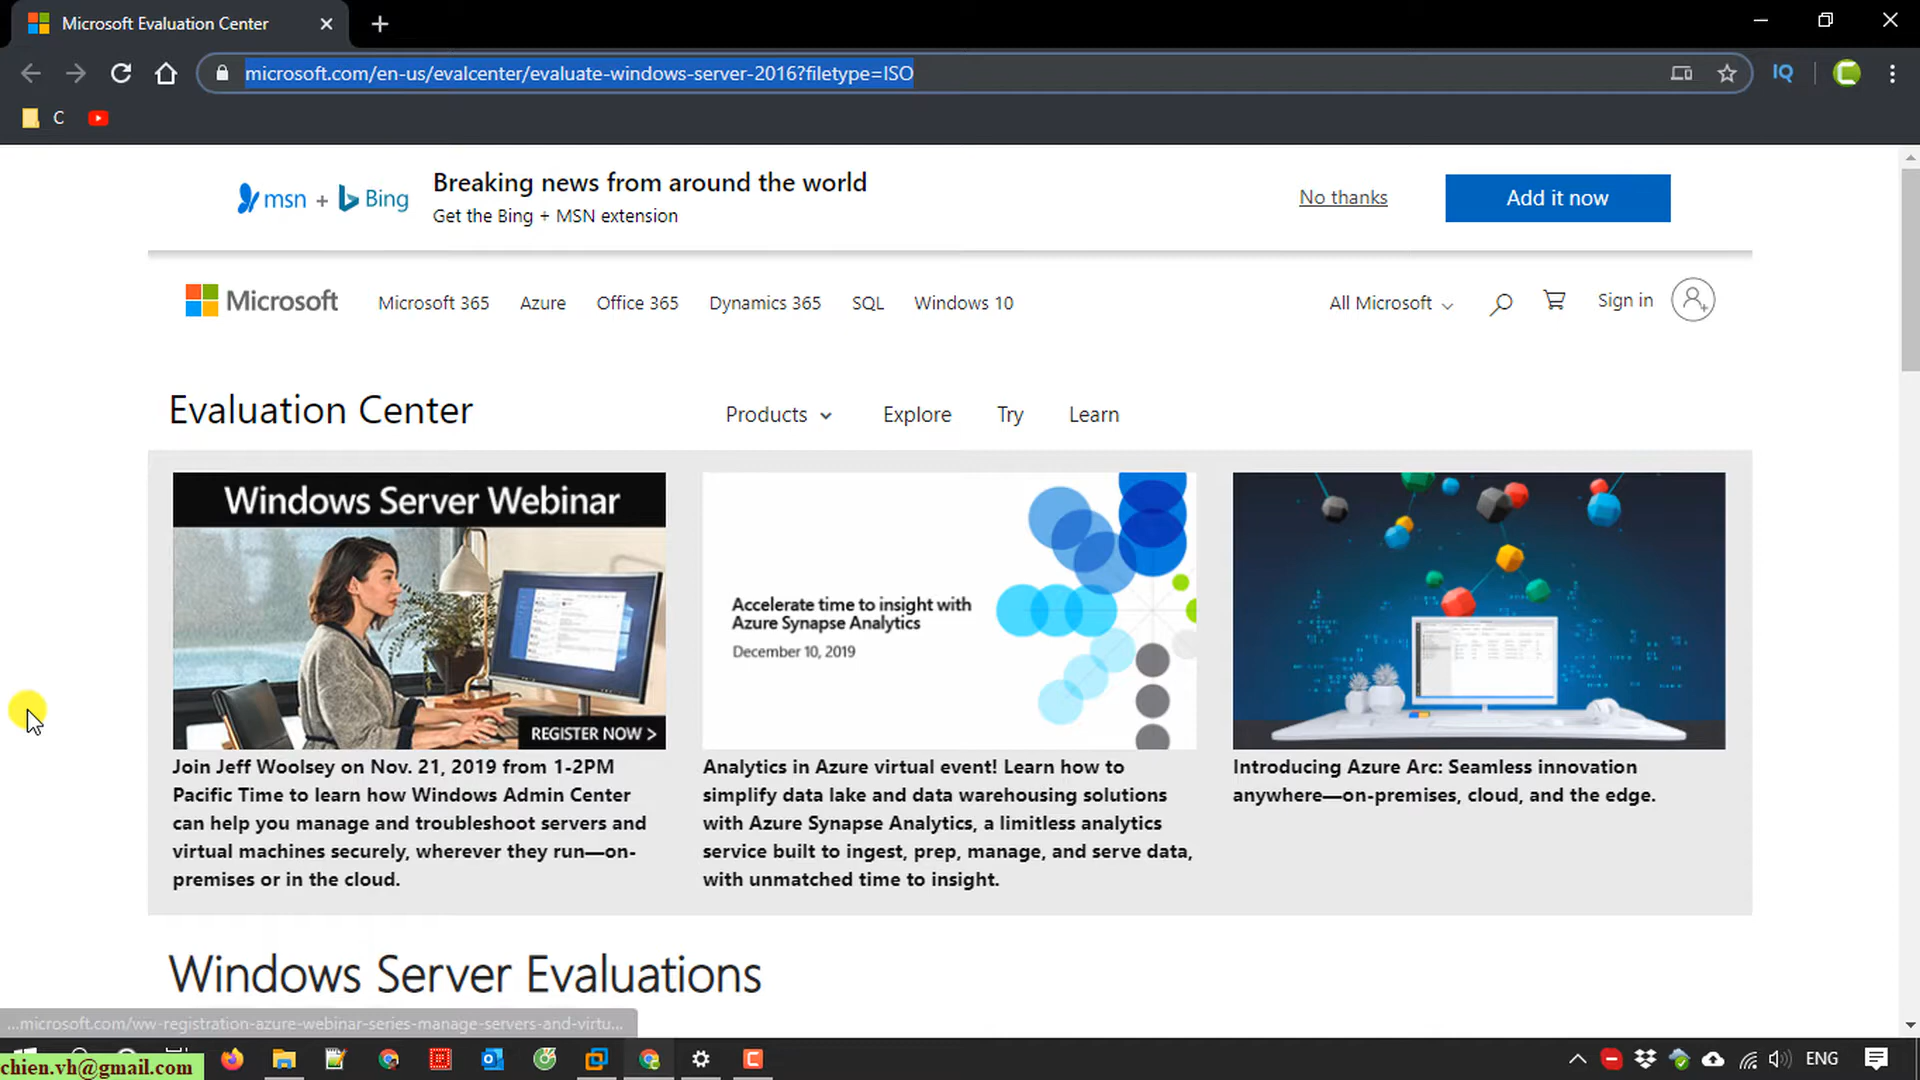 Microsoft Evaluation Center
microsoft.com/en-us/evalcenter/evaluate-windows-server-2016?filetype=ISO
IQ
C
msn + Bing
Breaking news from around the world
Get the Bing + MSN extension
No thanks
Add it now
Microsoft
Microsoft 365
Azure
Office 365
Dynamics 365
SQL
Windows 10
All Microsoft
Sign in
Evaluation Center
Products
Explore
Try
Learn
Windows Server Webinar
REGISTER NOW >
Join Jeff Woolsey on Nov. 21, 2019 from 1-2PM
Pacific Time to learn how Windows Admin Center
can help you manage and troubleshoot servers and
virtual machines securely, wherever they run—on-
premises or in the cloud.
Accelerate time to insight with
Azure Synapse Analytics
December 10, 2019
Analytics in Azure virtual event! Learn how to
simplify data lake and data warehousing solutions
with Azure Synapse Analytics, a limitless analytics
service built to ingest, prep, manage, and serve data,
with unmatched time to insight.
Introducing Azure Arc: Seamless innovation
anywhere—on-premises, cloud, and the edge.
Windows Server Evaluations
...microsoft.com/ww-registration-azure-webinar-series-manage-servers-and-virtu...
chien.vh@gmail.com
ENG